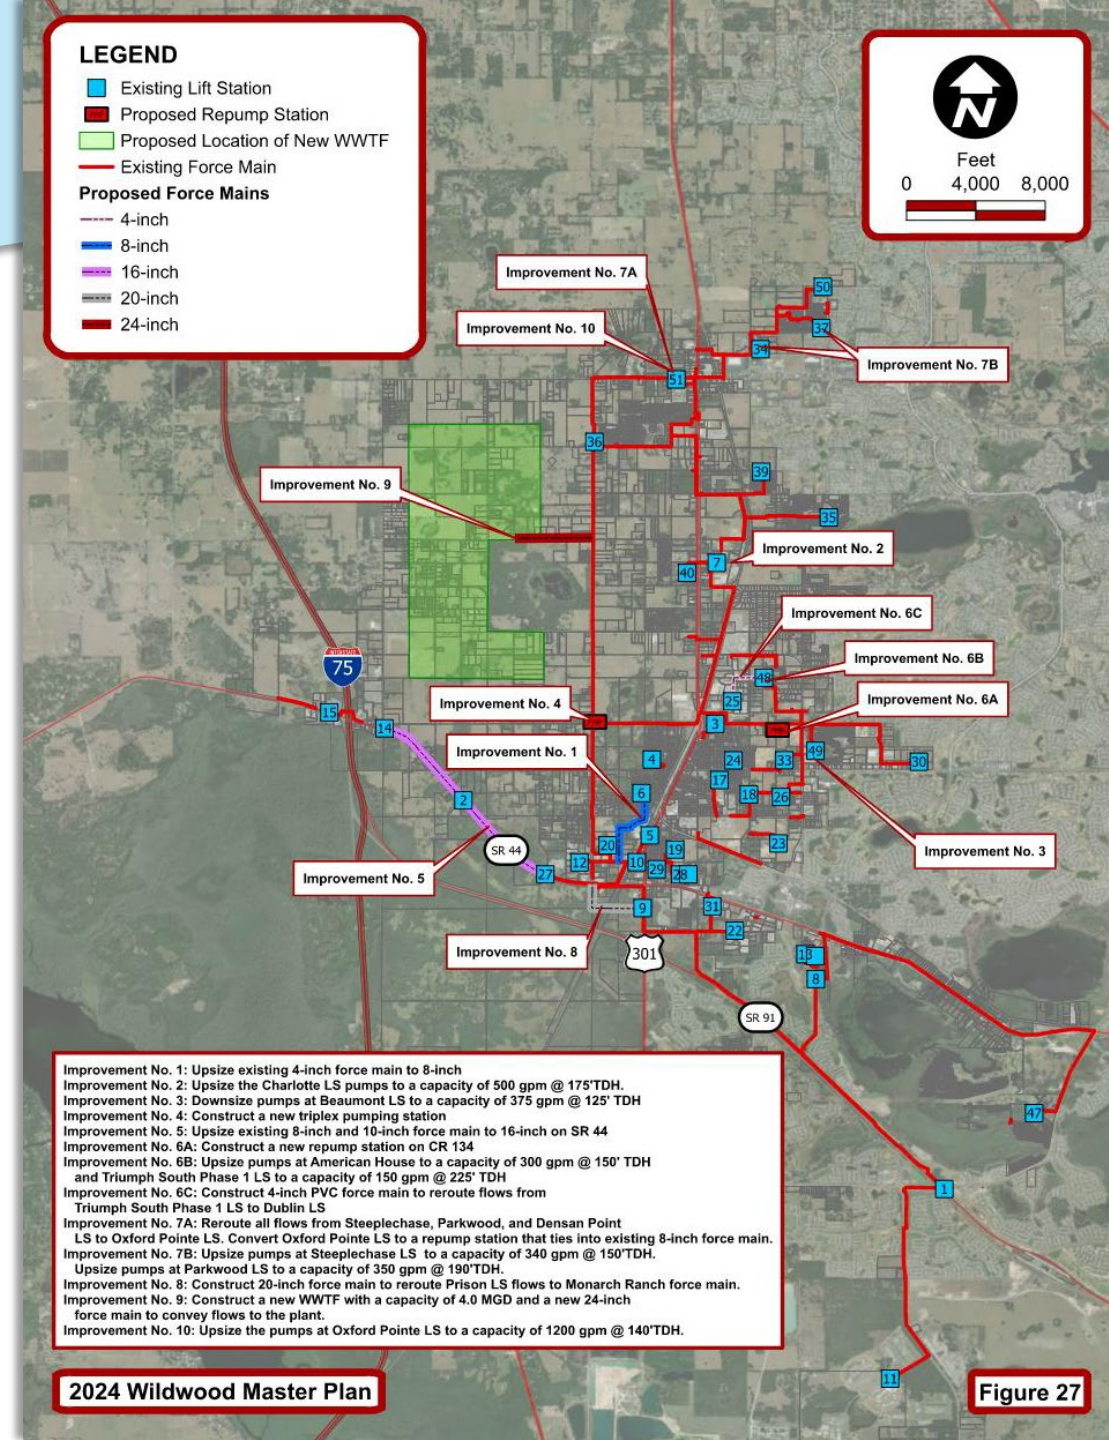 LEGEND
Existing Lift Station
Proposed Repump Station
Proposed Location of New WWTF
Existing Force Main
Proposed Force Mains
4-inch
8-inch
16-inch
20-inch
24-inch
N
Feet
0 4,000 8,000
Improvement No. 7A
50
Improvement No. 10
37
34
Improvement No. 7B
51
36
39
Improvement No. 9
35
Improvement No. 2
7
40
Improvement No. 6C
INTERSTATE
75
Improvement No. 6B
48
25
Improvement No. 6A
Improvement No. 4
15
14
3
Improvement No. 1
49
4
24
33
30
17
2
6
18
26
5
SR 44
20
19
23
Improvement No. 3
12
10
29
28
27
Improvement No. 5
9
31
22
Improvement No. 8
301
13
8
SR 91
47
1
11
Improvement No. 1: Upsize existing 4-inch force main to 8-inch
Improvement No. 2: Upsize the Charlotte LS pumps to a capacity of 500 gpm @ 175'TDH.
Improvement No. 3: Downsize pumps at Beaumont LS to a capacity of 375 gpm @ 125' TDH
Improvement No. 4: Construct a new triplex pumping station
Improvement No. 5: Upsize existing 8-inch and 10-inch force main to 16-inch on SR 44
Improvement No. 6A: Construct a new repump station on CR 134
Improvement No. 6B: Upsize pumps at American House to a capacity of 300 gpm @ 150' TDH
and Triumph South Phase 1 LS to a capacity of 150 gpm @ 225' TDH
Improvement No. 6C: Construct 4-inch PVC force main to reroute flows from
Triumph South Phase 1 LS to Dublin LS
Improvement No. 7A: Reroute all flows from Steeplechase, Parkwood, and Densan Point
LS to Oxford Pointe LS. Convert Oxford Pointe LS to a repump station that ties into existing 8-inch force main.
Improvement No. 7B: Upsize pumps at Steeplechase LS to a capacity of 340 gpm @ 150'TDH.
Upsize pumps at Parkwood LS to a capacity of 350 gpm @ 190'TDH.
Improvement No. 8: Construct 20-inch force main to reroute Prison LS flows to Monarch Ranch force main.
Improvement No. 9: Construct a new WWTF with a capacity of 4.0 MGD and a new 24-inch
force main to convey flows to the plant.
Improvement No. 10: Upsize the pumps at Oxford Pointe LS to a capacity of 1200 gpm @ 140'TDH.
2024 Wildwood Master Plan
Figure 27